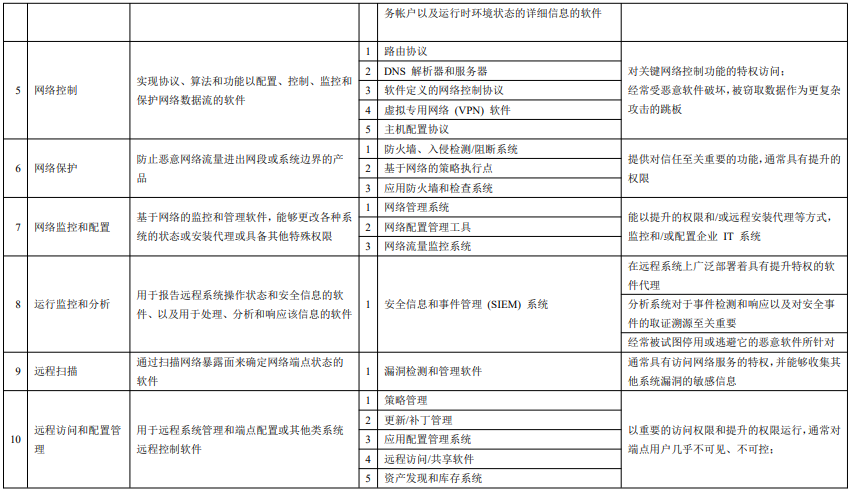 务帐户以及运行时环境状态的详细信息的软件
5 网络控制
实现协议、算法和功能以配置、控制、监控和
保护网络数据流的软件
1 路由协议
2 DNS 解析器和服务器
3 软件定义的网络控制协议
4 虚拟专用网络 (VPN) 软件
5 主机配置协议
对关键网络控制功能的特权访问；
经常受恶意软件破坏，被窃取数据作为更复杂
攻击的跳板
6 网络保护
防止恶意网络流量进出网段或系统边界的产
品
1 防火墙、入侵检测/阻断系统
2 基于网络的策略执行点
3 应用防火墙和检查系统
提供对信任至关重要的功能，通常具有提升的
权限
7 网络监控和配置
基于网络的监控和管理软件，能够更改各种系
统的状态或安装代理或具备其他特殊权限
1 网络管理系统
2 网络配置管理工具
3 网络流量监控系统
能以提升的权限和/或远程安装代理等方式，
监控和/或配置企业 IT 系统
8 运行监控和分析
用于报告远程系统操作状态和安全信息的软
件、以及用于处理、分析和响应该信息的软件
1 安全信息和事件管理 (SIEM) 系统
在远程系统上广泛部署着具有提升特权的软
件代理
分析系统对于事件检测和响应以及对安全事
件的取证溯源至关重要
经常被试图停用或逃避它的恶意软件所针对
9 远程扫描
通过扫描网络暴露面来确定网络端点状态的
软件
1 漏洞检测和管理软件
通常具有访问网络服务的特权，并能够收集其
他系统漏洞的敏感信息
10 远程访问和配置管
理
用于远程系统管理和端点配置或其他类系统
远程控制软件
1 策略管理
2 更新/补丁管理
3 应用配置管理系统
4 远程访问/共享软件
5 资产发现和库存系统
以重要的访问权限和提升的权限运行，通常对
端点用户几乎不可见、不可控；